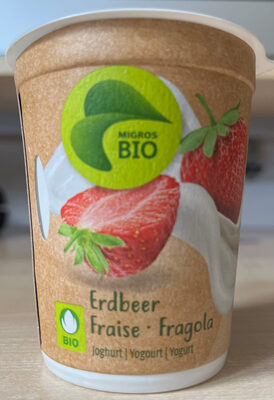 MIGROS
BIO
Erdbeer
Fraise · Fragola
BIO
Joghurt | Yogourt | Yogurt